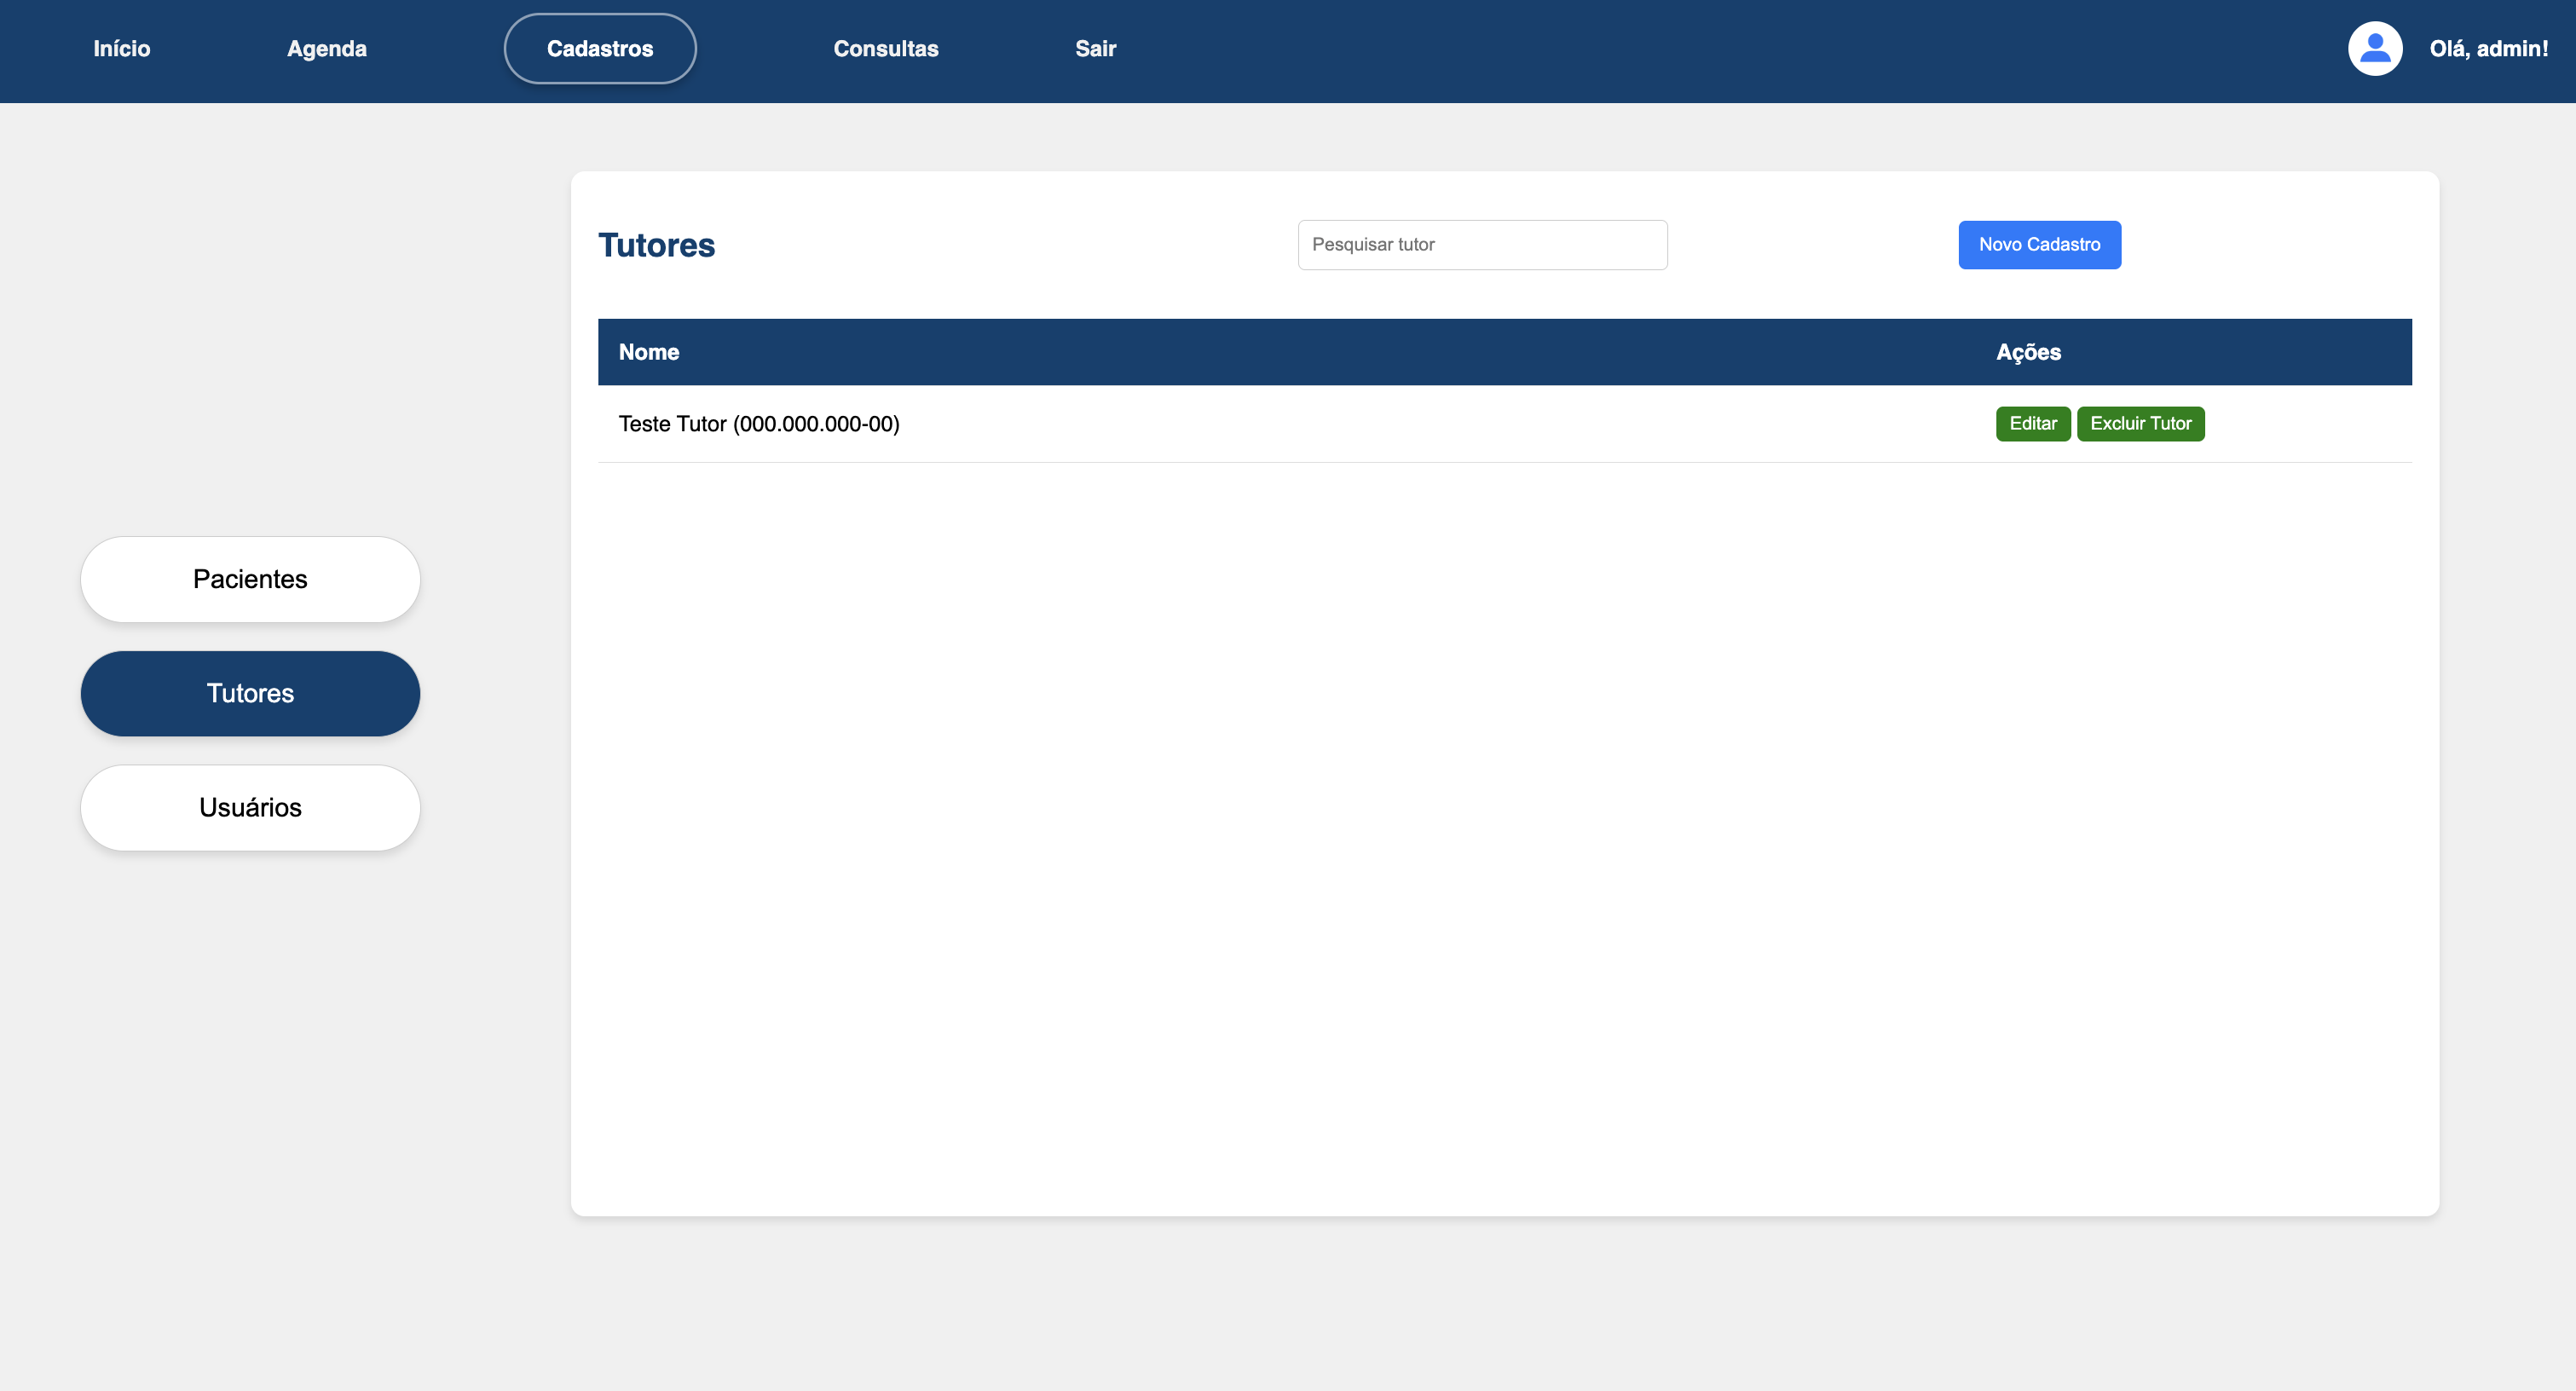 Início Agenda Cadastros Consultas Sair Olá, admin!
Tutores Pesquisar tutor Novo Cadastro
Nome Ações
Teste Tutor (000.000.000-00) Editar Excluir Tutor
Pacientes
Tutores
Usuários